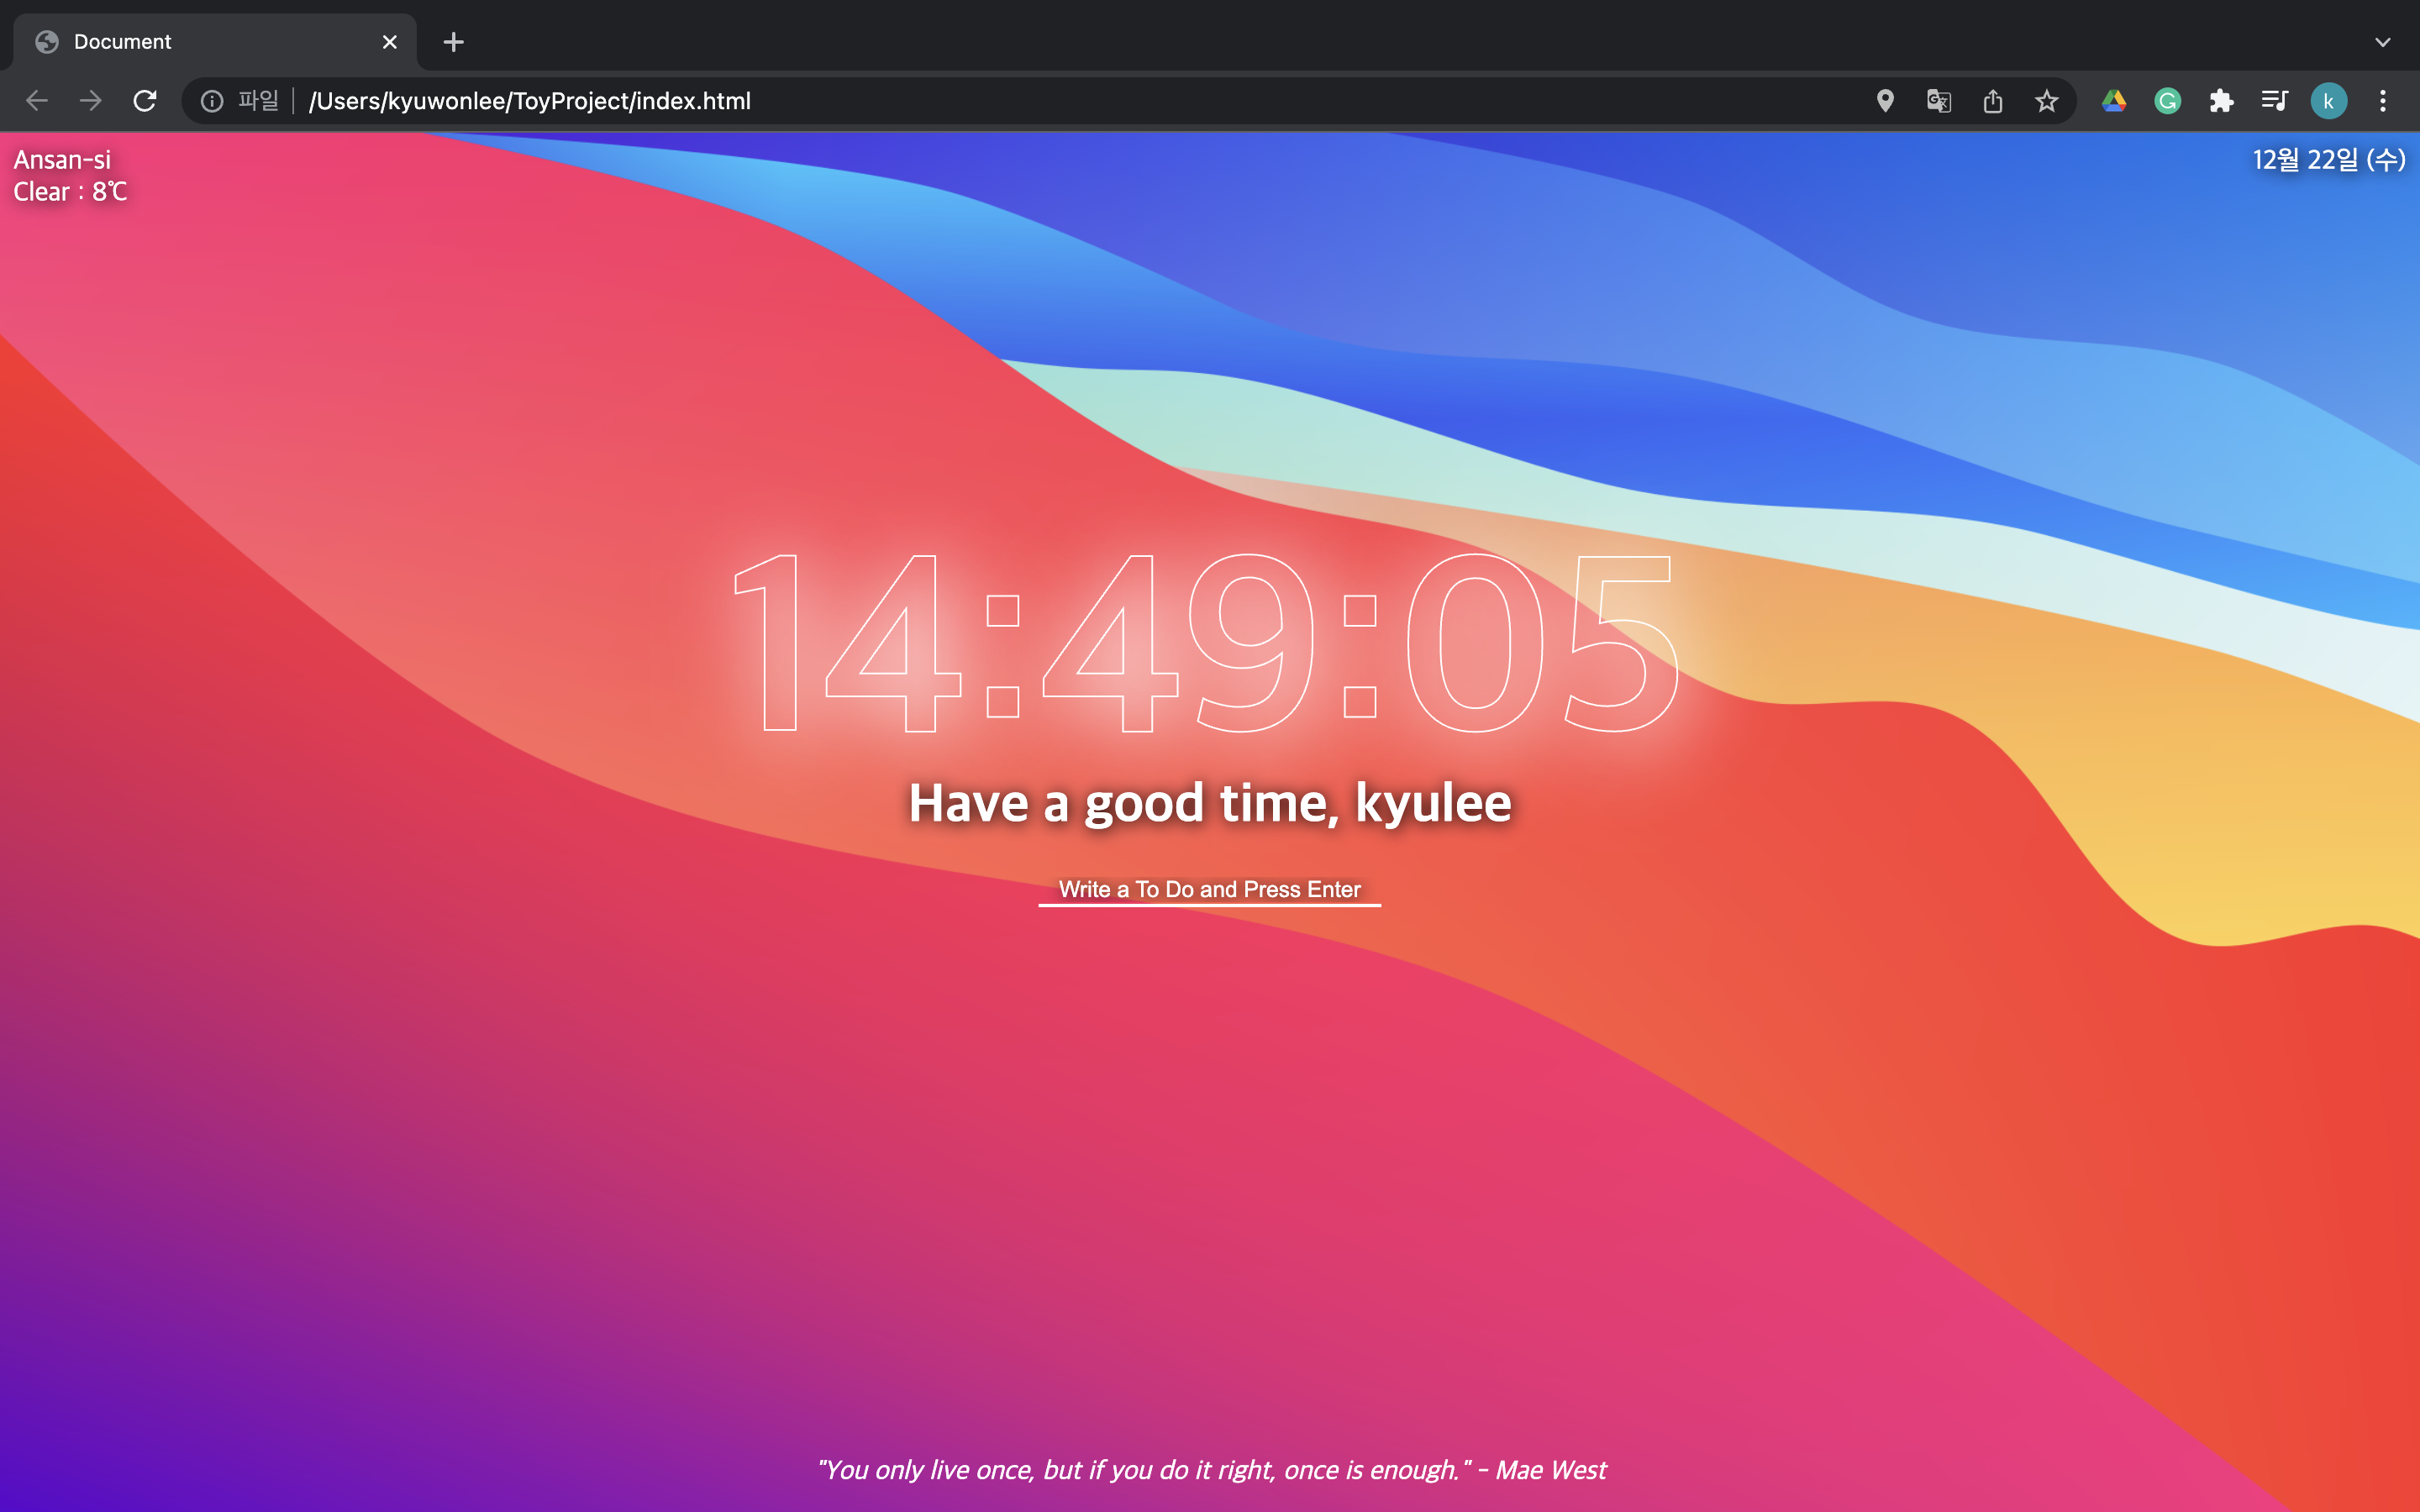 Document
파일 /Users/kyuwonlee/ToyProject/index.html
k
Ansan-si
Clear : 8℃
12월 22일 (수)
14:49:05
Have a good time, kyulee
Write a To Do and Press Enter
"You only live once, but if you do it right, once is enough." - Mae West